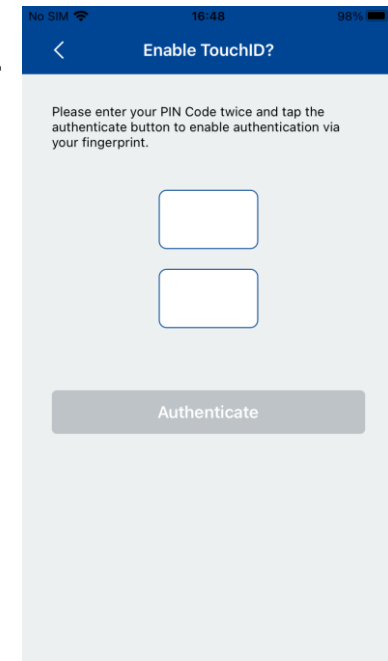 No SIM 16:48 98%
Enable TouchID?
Please enter your PIN Code twice and tap the
authenticate button to enable authentication via
your fingerprint.
Authenticate